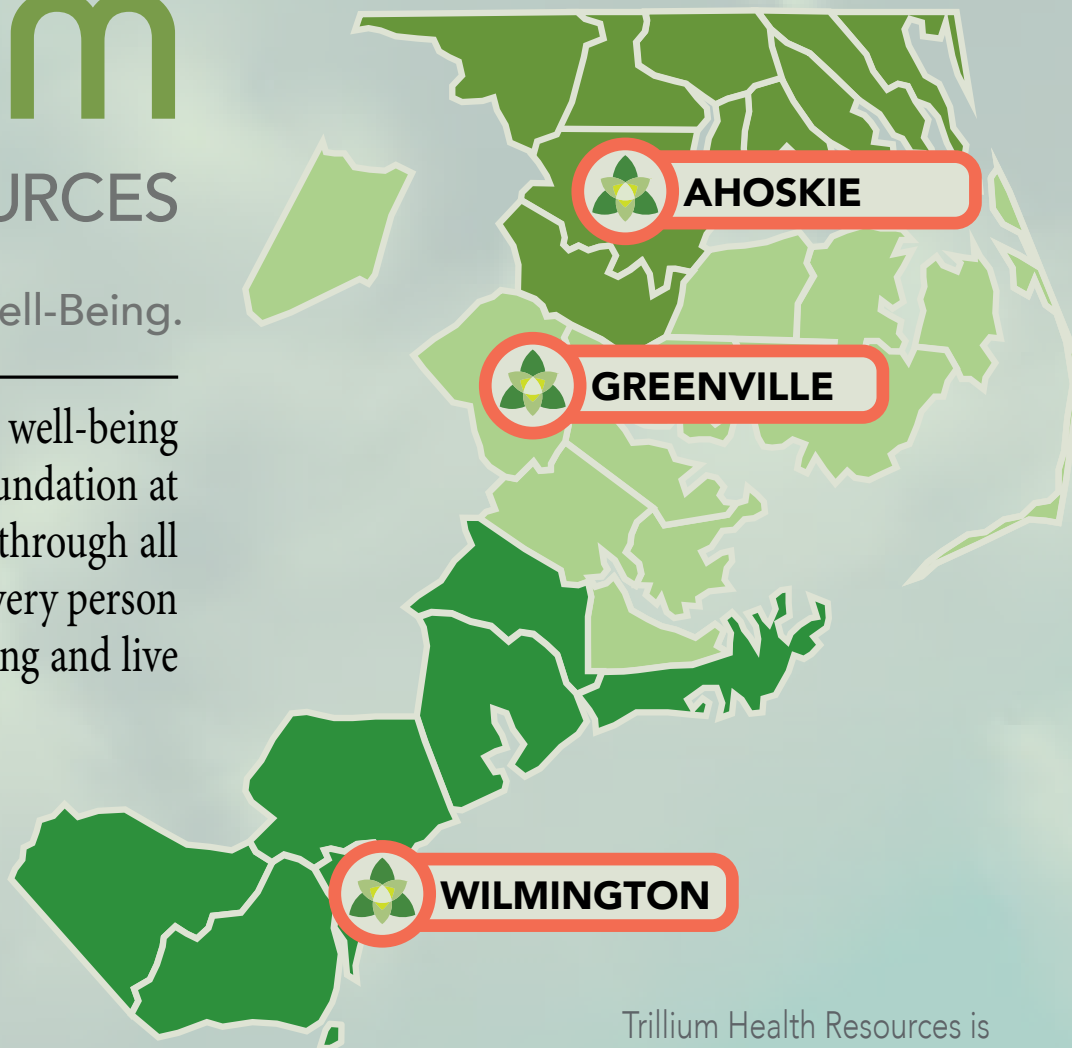 m
URCES
ell-Being.
well-being
undation at
through all
very person
ng and live
AHOSKIE
GREENVILLE
WILMINGTON
Trillium Health Resources is